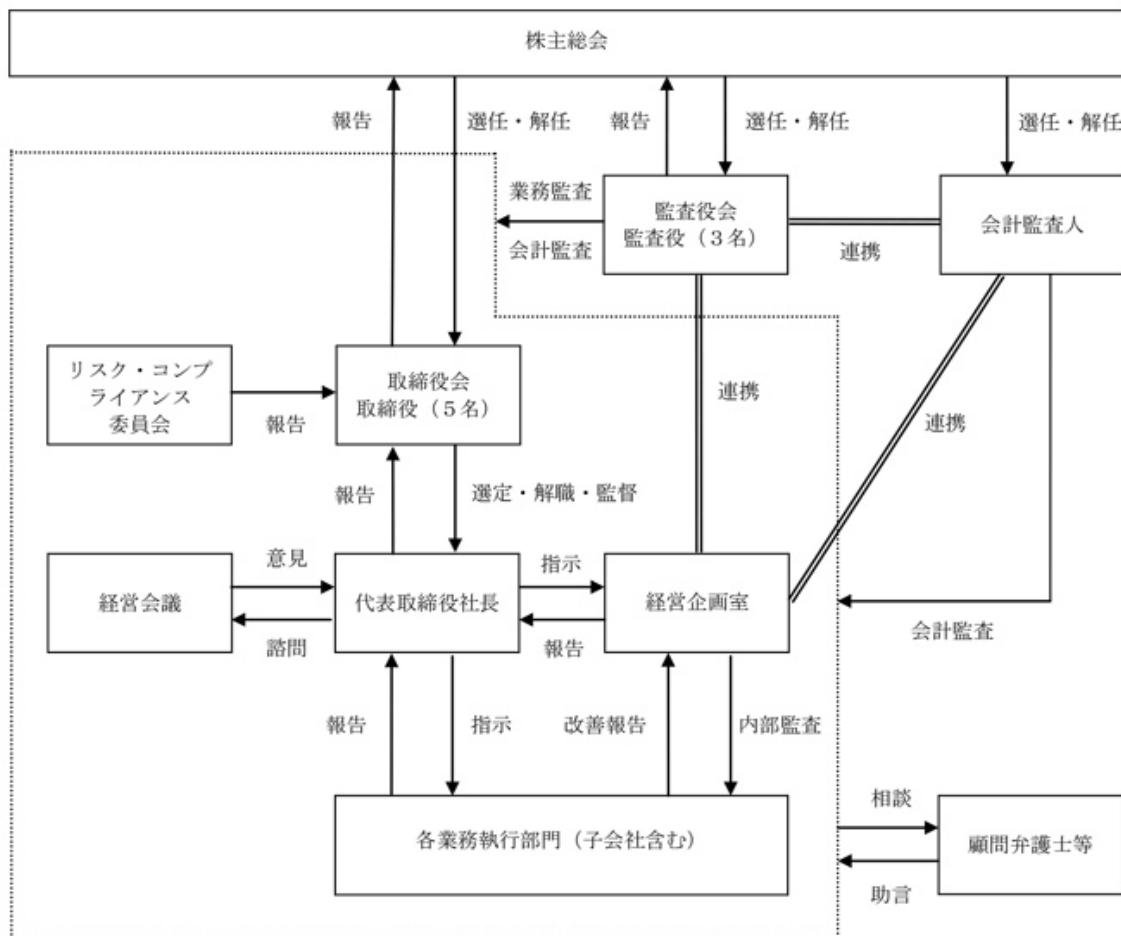 株主総会
報告
選任・解任
報告
選任・解任
選任・解任
業務監査
会計監査
監査役会
監査役（３名）
連携
会計監査人
リスク・コンプ
ライアンス
委員会
報告
取締役会
取締役（５名）
連携
連携
報告
選定・解職・監督
経営会議
意見
諮問
代表取締役社長
指示
報告
経営企画室
会計監査
報告
指示
改善報告
内部監査
各業務執行部門（子会社含む）
相談
助言
顧問弁護士等